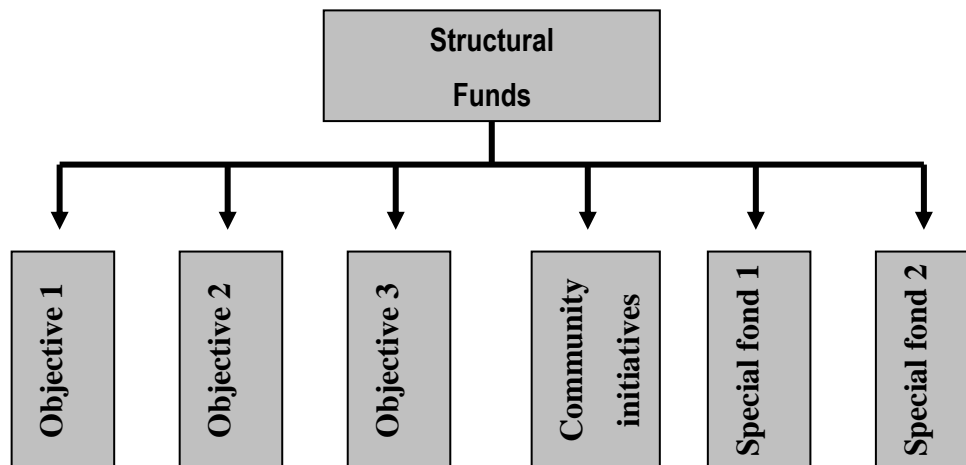 Structural
Funds
Objective 1
Objective 2
Objective 3
Community
initiatives
Special fond 1
Special fond 2